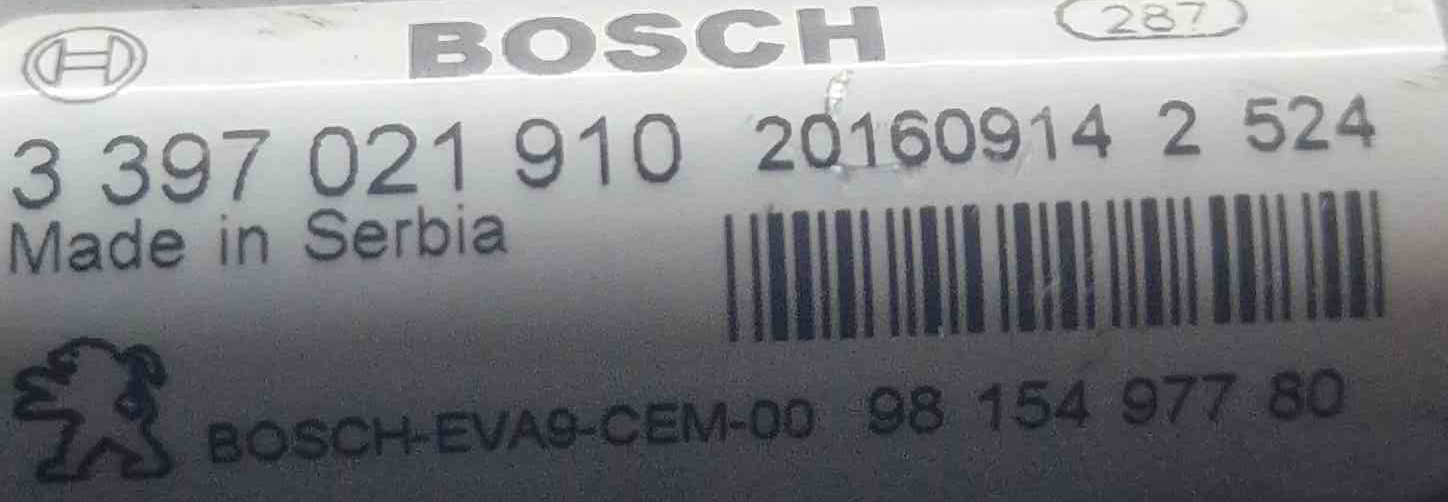 BOSCH 287
3 397 021 910 20160914 2 524
Made in Serbia
BOSCH-EVA9-CEM-00 98 154 977 80